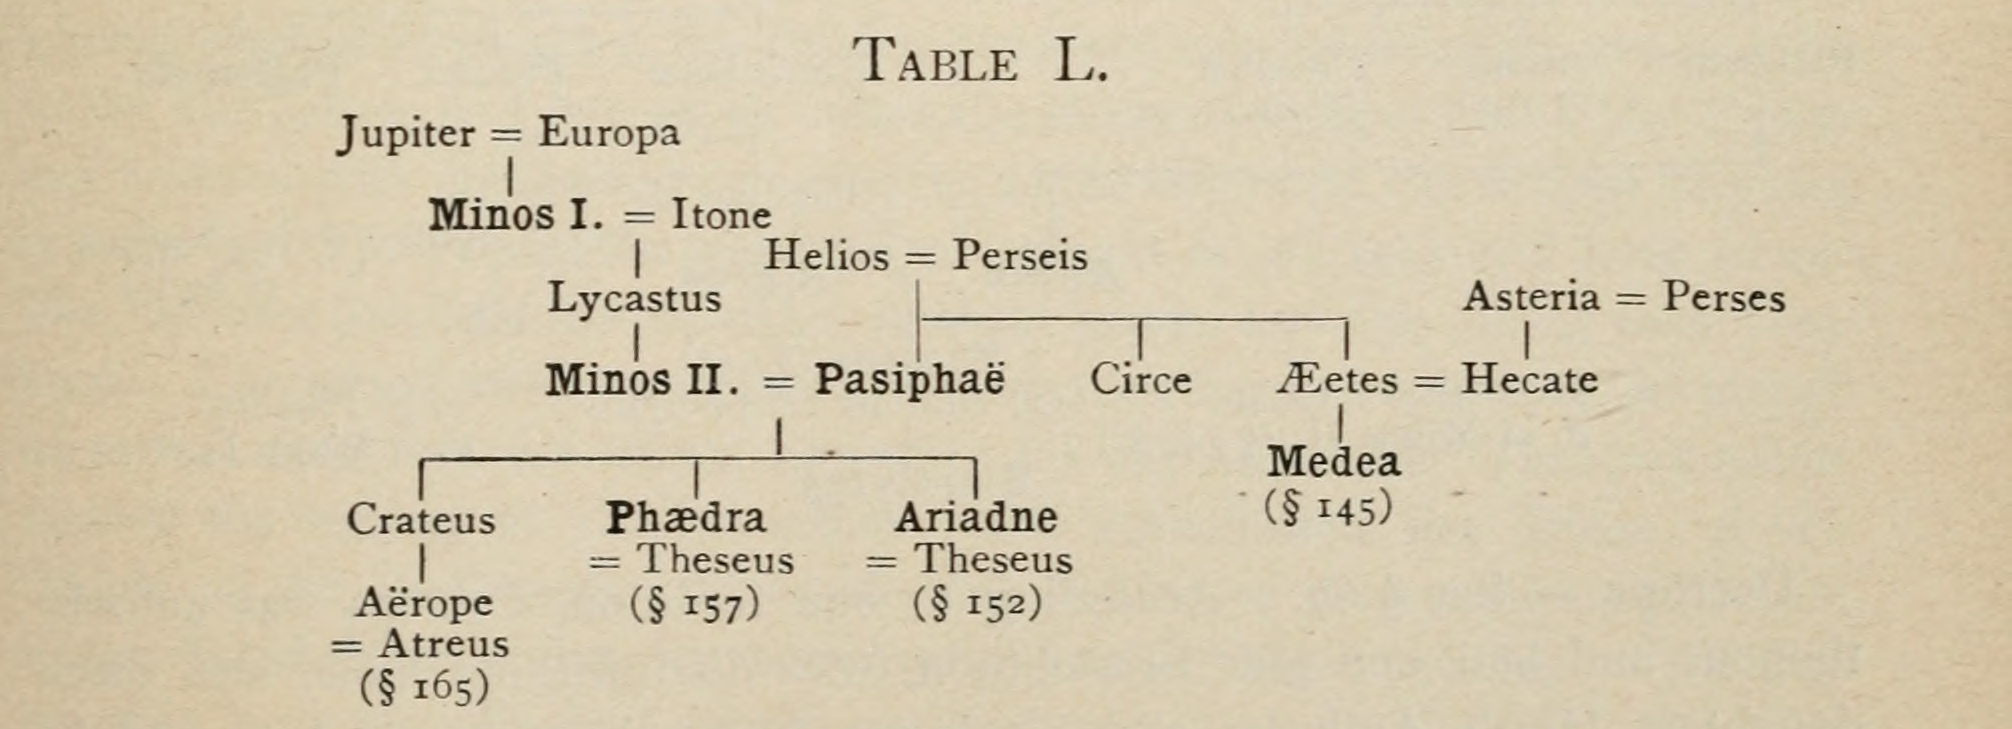 TABLE L.
Jupiter = Europa
Minos I. = Itone
Helios = Perseis
Lycastus
Asteria = Perses
Minos II. = Pasiphaë Circe Æetes = Hecate
Medea
(§ 145)
Crateus Phædra Ariadne
= Theseus = Theseus
Aërope (§ 157) (§ 152)
= Atreus
(§ 165)